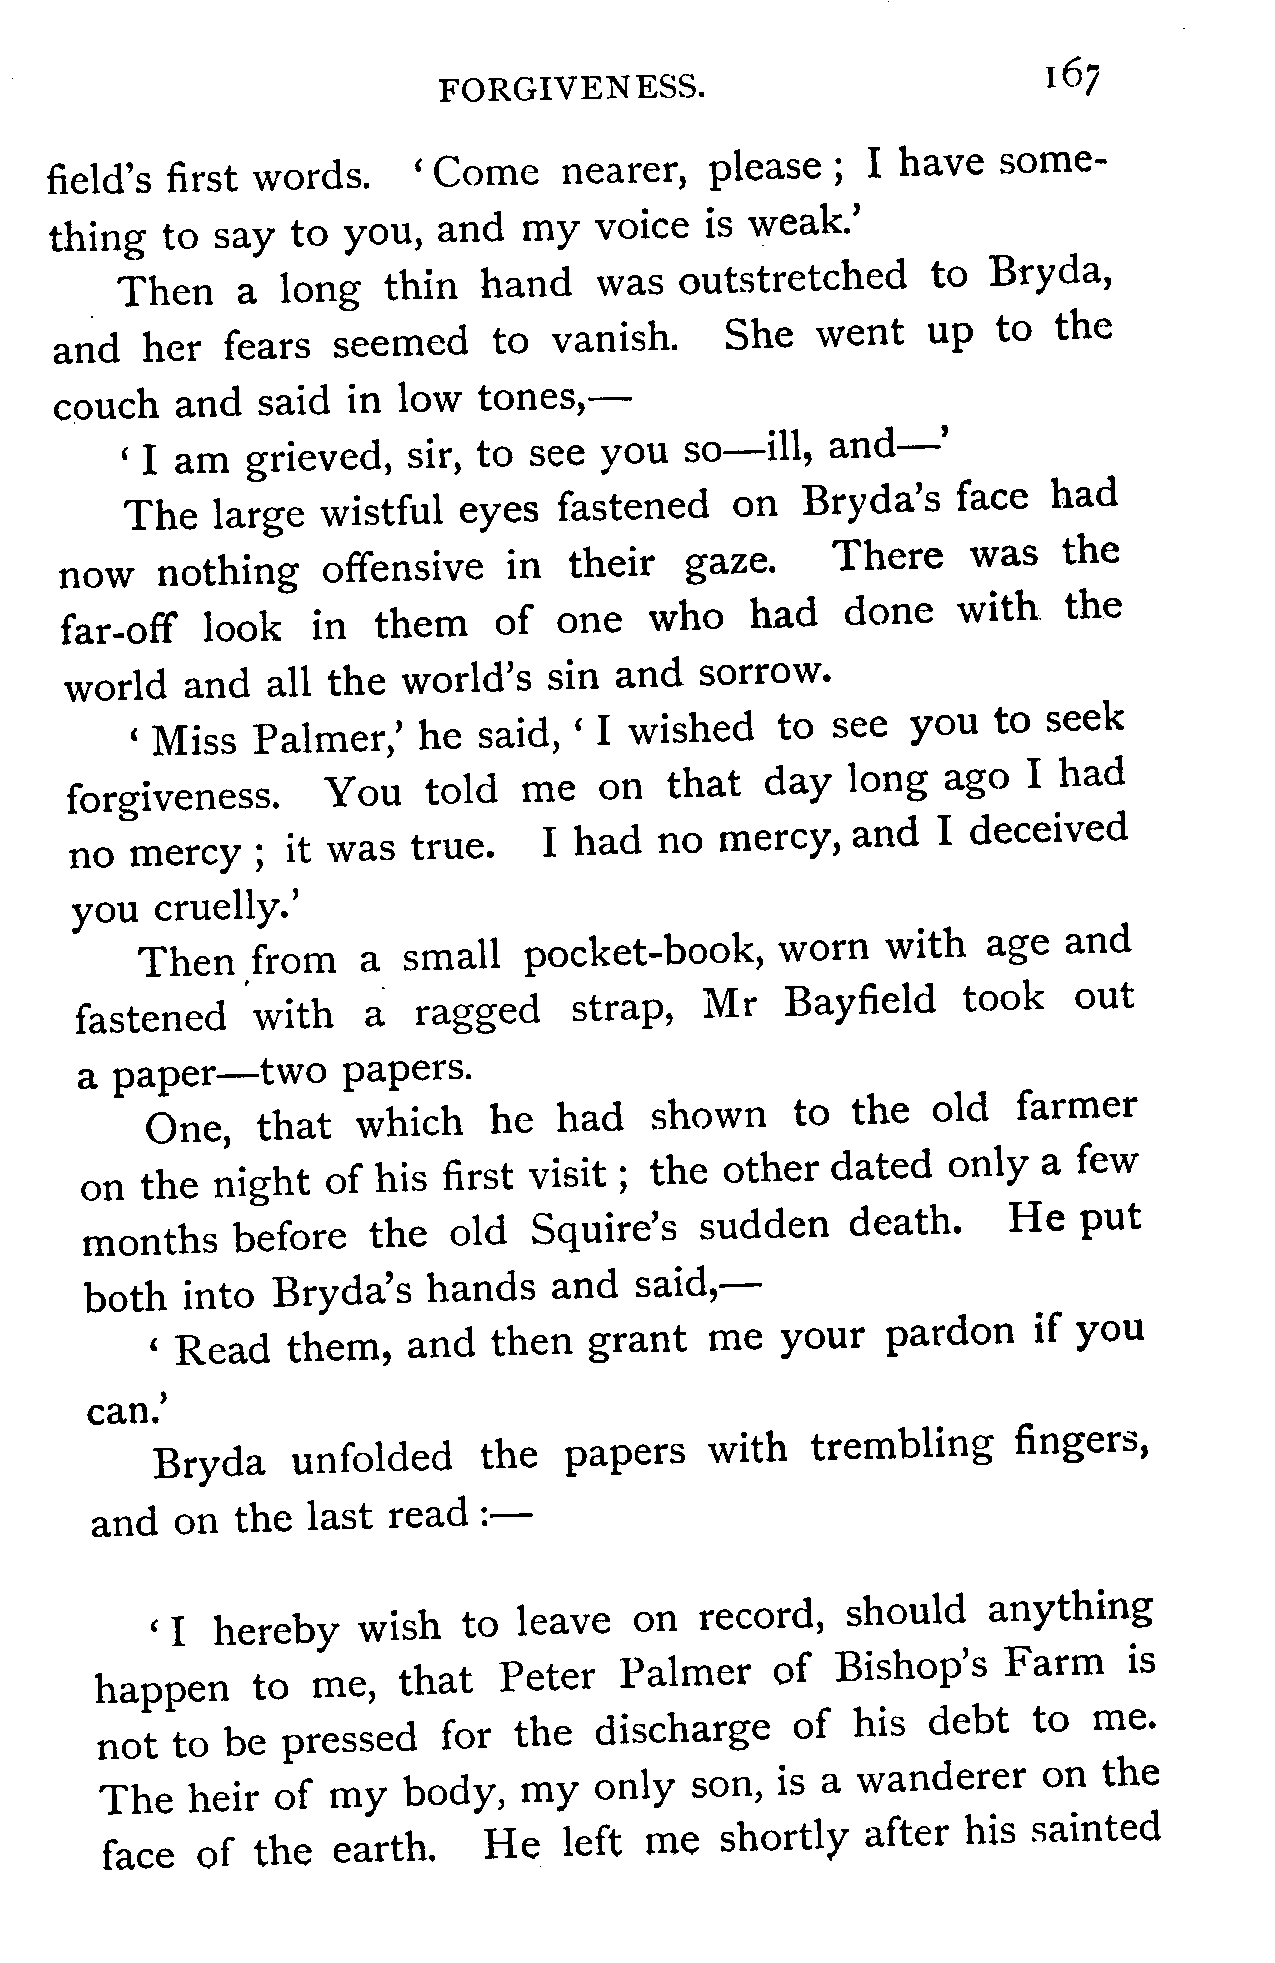 FORGIVENESS. 167
field's first words. ‘ Come nearer, please ; I have some-
thing to say to you, and my voice is weak.’
Then a long thin hand was outstretched to Bryda,
and her fears seemed to vanish. She went up to the
couch and said in low tones,—
‘ I am grieved, sir, to see you so—ill, and—’
The large wistful eyes fastened on Bryda's face had
now nothing offensive in their gaze. There was the
far-off look in them of one who had done with the
world and all the world's sin and sorrow.
‘ Miss Palmer,’ he said, ‘ I wished to see you to seek
forgiveness. You told me on that day long ago I had
no mercy ; it was true. I had no mercy, and I deceived
you cruelly.’
Then from a small pocket-book, worn with age and
fastened with a ragged strap, Mr Bayfield took out
a paper—two papers.
One, that which he had shown to the old farmer
on the night of his first visit ; the other dated only a few
months before the old Squire's sudden death. He put
both into Bryda's hands and said,—
‘ Read them, and then grant me your pardon if you
can.’
Bryda unfolded the papers with trembling fingers,
and on the last read :—
‘ I hereby wish to leave on record, should anything
happen to me, that Peter Palmer of Bishop's Farm is
not to be pressed for the discharge of his debt to me.
The heir of my body, my only son, is a wanderer on the
face of the earth. He left me shortly after his sainted